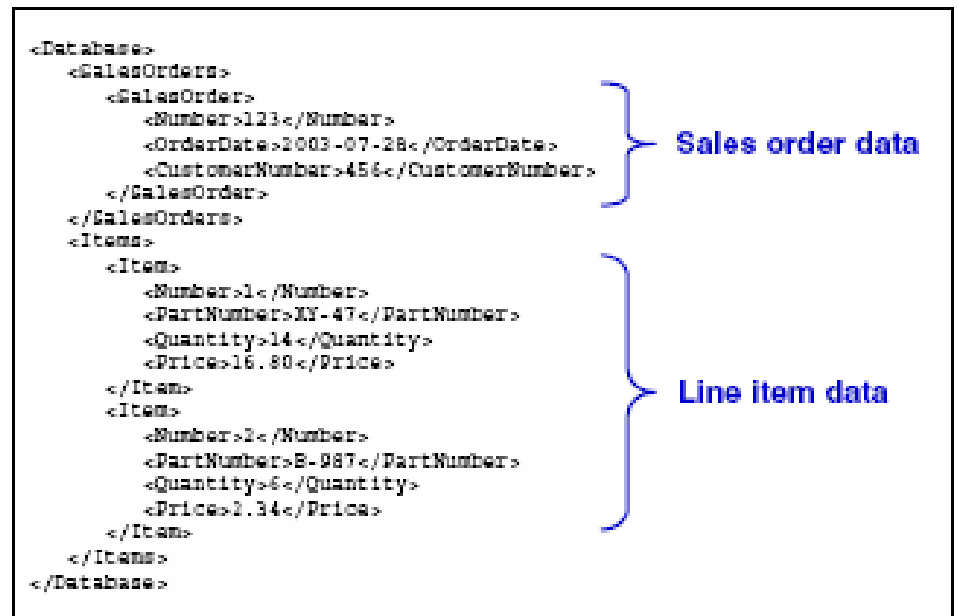 <Database>
<SalesOrders>
<SalesOrder>
<Number>123</Number>
<OrderDate>2003-07-28</OrderDate>
<CustomerNumber>456</CustomerNumber>
</SalesOrder>
</SalesOrders>
<Items>
<Item>
<Number>1</Number>
<PartNumber>XY-47</PartNumber>
<Quantity>14</Quantity>
<Price>16.80</Price>
</Item>
<Item>
<Number>2</Number>
<PartNumber>B-987</PartNumber>
<Quantity>6</Quantity>
<Price>2.34</Price>
</Item>
</Items>
</Database>
Sales order data
Line item data